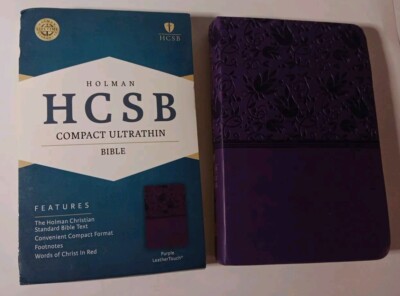 HCSB
HOLMAN
HCSB
COMPACT ULTRATHIN
BIBLE
FEATURES
The Holman Christian
Standard Bible Text
Convenient Compact Format
Footnotes
Words of Christ In Red
Purple
LeatherTouch®